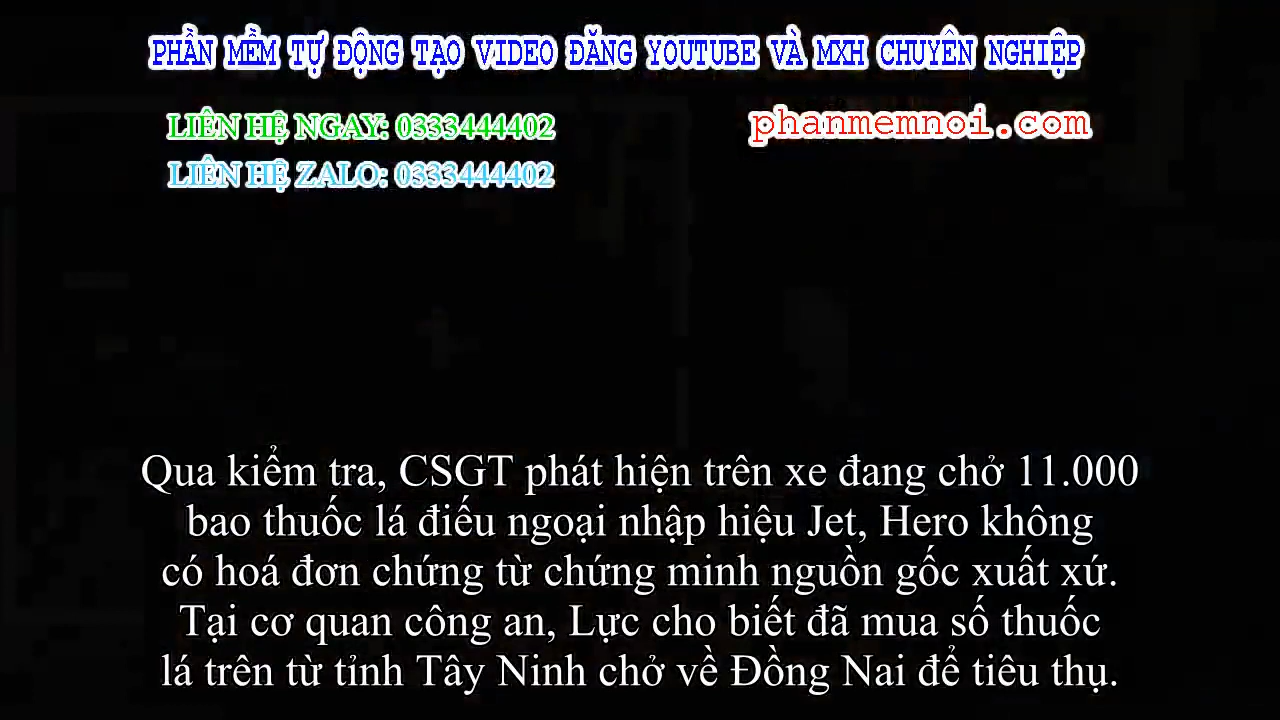 PHẦN MỀM TỰ ĐỘNG TẠO VIDEO ĐĂNG YOUTUBE VÀ MXH CHUYÊN NGHIỆP
LIÊN HỆ NGAY: 0333444402
phanmemnoi.com
LIÊN HỆ ZALO: 0333444402
Qua kiểm tra, CSGT phát hiện trên xe đang chở 11.000
bao thuốc lá điếu ngoại nhập hiệu Jet, Hero không
có hoá đơn chứng từ chứng minh nguồn gốc xuất xứ.
Tại cơ quan công an, Lực cho biết đã mua số thuốc
lá trên từ tỉnh Tây Ninh chở về Đồng Nai để tiêu thụ.